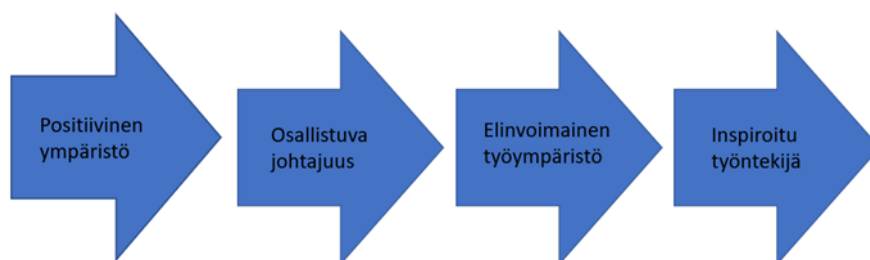 Positiivinen
ympäristö
Osallistuva
johtajuus
Elinvoimainen
työympäristö
Inspiroitu
työntekijä